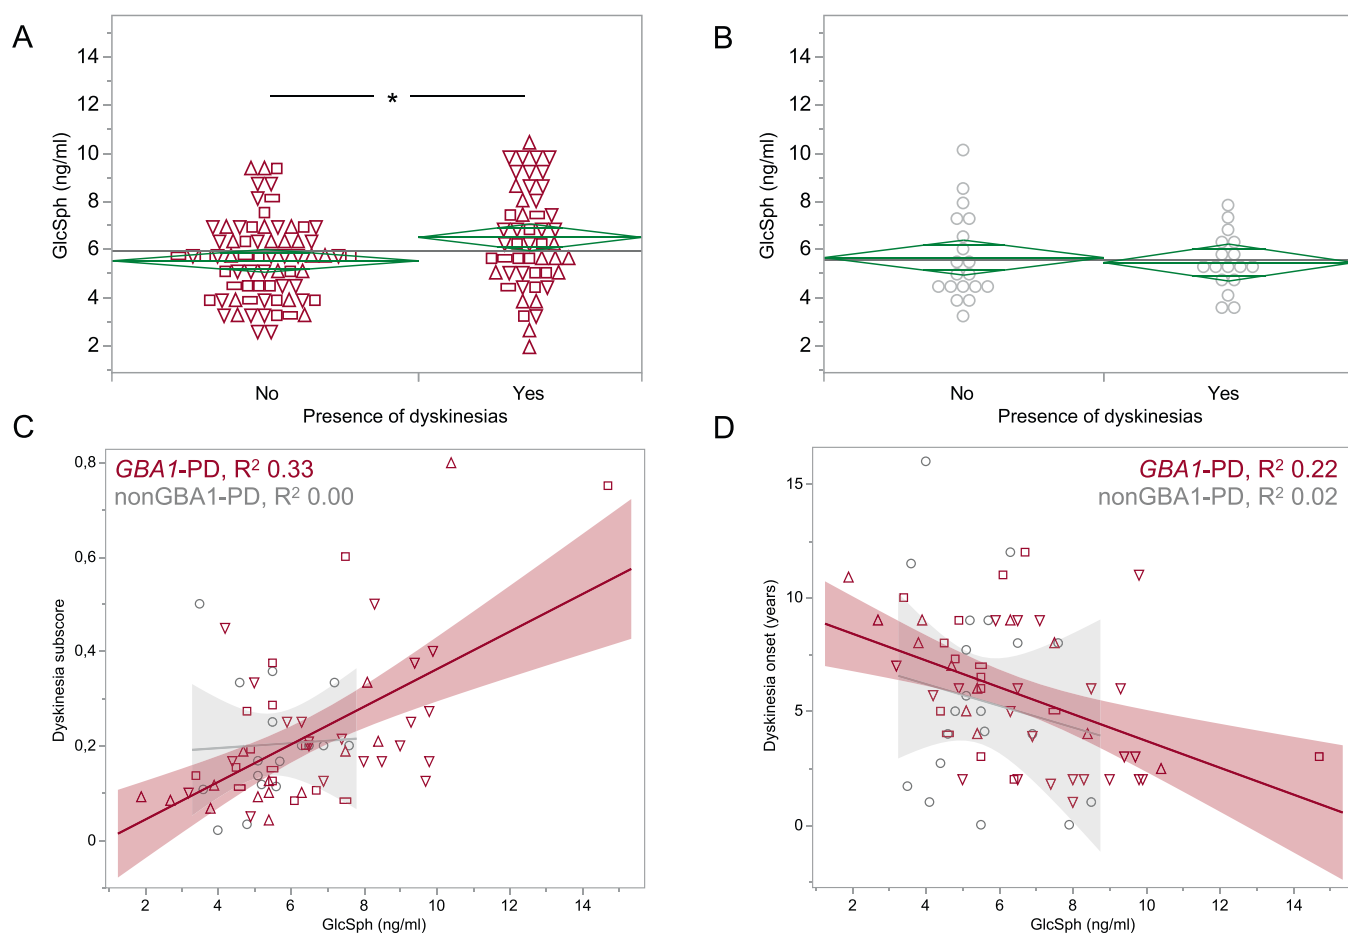 A
14
12
10
8
6
4
2
GlcSph (ng/ml)
*
No
Yes
Presence of dyskinesias
B
14
12
10
8
6
4
2
GlcSph (ng/ml)
No
Yes
Presence of dyskinesias
C
GBA1-PD, R² 0.33
nonGBA1-PD, R² 0.00
0,8
0,6
0,4
0,2
0
Dyskinesia subscore
2
4
6
8
10
12
14
GlcSph (ng/ml)
D
GBA1-PD, R² 0.22
nonGBA1-PD, R² 0.02
15
10
5
0
Dyskinesia onset (years)
2
4
6
8
10
12
14
GlcSph (ng/ml)